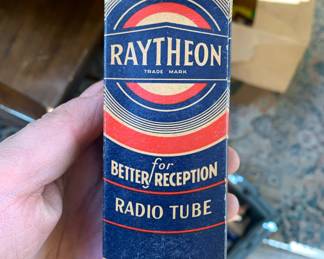 RAYTHEON
TRADE MARK
for
BETTER RECEPTION
RADIO TUBE